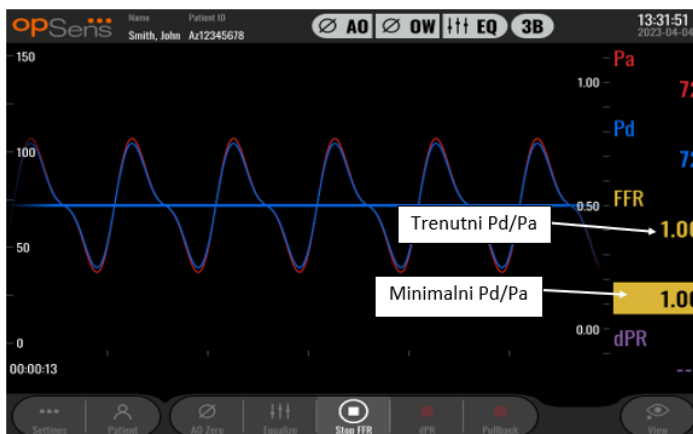 opSens
Name Patient ID
Smith, John Az12345678
AO OW EQ 3B
13:31:51
2023-04-04
150
100
50
0
00:00:13
1.00
0.50
0.00
Pa
72
Pd
72
FFR
Trenutni Pd/Pa
1.00
Minimalni Pd/Pa
1.00
dPR
--
Settings Patient AO Zero Equalize Stop FFR dPR Pullback View